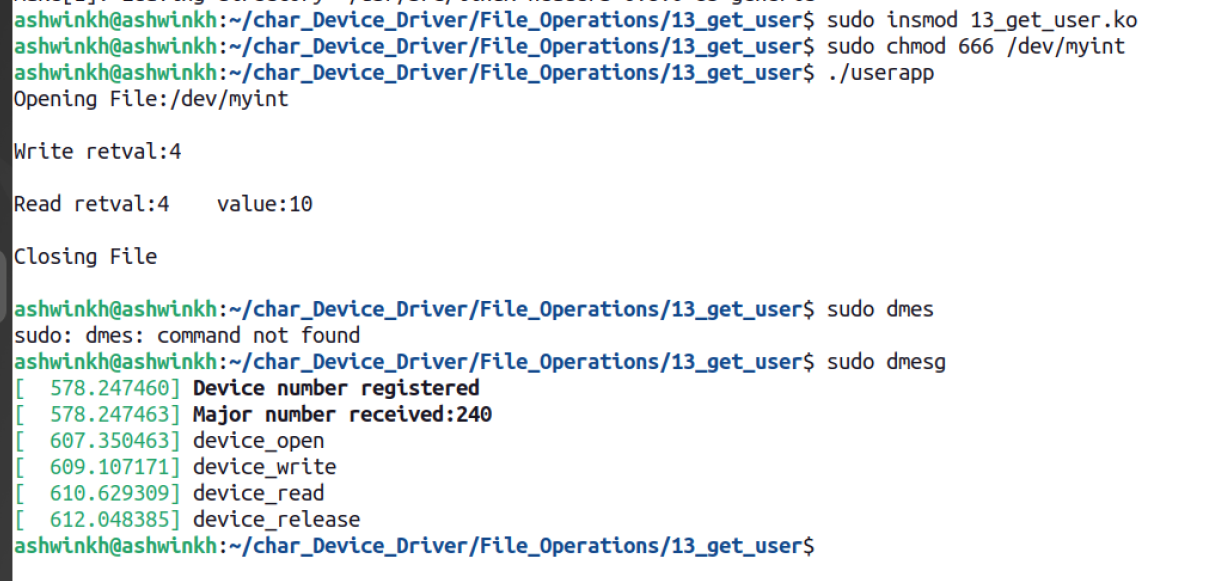 ashwinkh@ashwinkh:~/char_Device_Driver/File_Operations/13_get_user$ sudo insmod 13_get_user.ko
ashwinkh@ashwinkh:~/char_Device_Driver/File_Operations/13_get_user$ sudo chmod 666 /dev/myint
ashwinkh@ashwinkh:~/char_Device_Driver/File_Operations/13_get_user$ ./userapp
Opening File:/dev/myint
Write retval:4
Read retval:4    value:10
Closing File
ashwinkh@ashwinkh:~/char_Device_Driver/File_Operations/13_get_user$ sudo dmes
sudo: dmes: command not found
ashwinkh@ashwinkh:~/char_Device_Driver/File_Operations/13_get_user$ sudo dmesg
[  578.247460] Device number registered
[  578.247463] Major number received:240
[  607.350463] device_open
[  609.107171] device_write
[  610.629309] device_read
[  612.048385] device_release
ashwinkh@ashwinkh:~/char_Device_Driver/File_Operations/13_get_user$